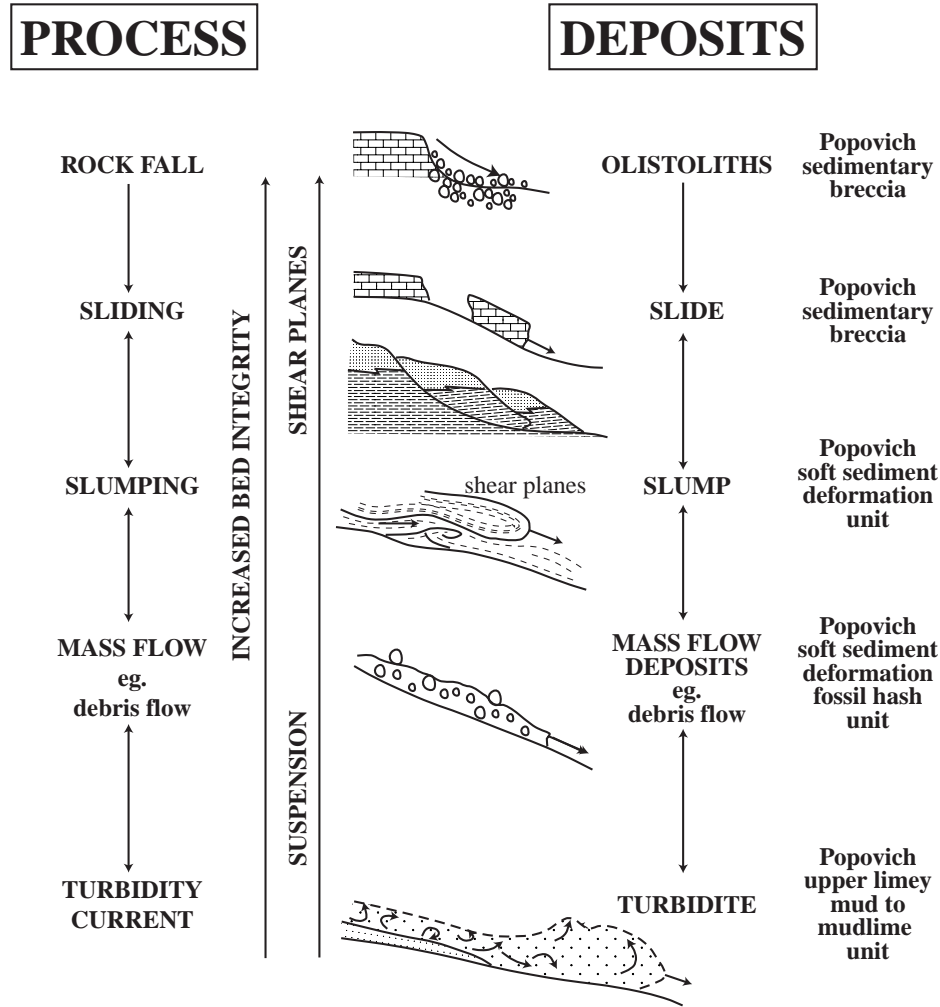 PROCESS
DEPOSITS
ROCK FALL
OLISTOLITHS
Popovich
sedimentary
breccia
SLIDING
SLIDE
Popovich
sedimentary
breccia
INCREASED BED INTEGRITY
SHEAR PLANES
SLUMPING
shear planes
SLUMP
Popovich
soft sediment
deformation
unit
MASS FLOW
eg.
debris flow
MASS FLOW
DEPOSITS
eg.
debris flow
Popovich
soft sediment
deformation
fossil hash
unit
SUSPENSION
TURBIDITY
CURRENT
TURBIDITE
Popovich
upper limey
mud to
mudlime
unit